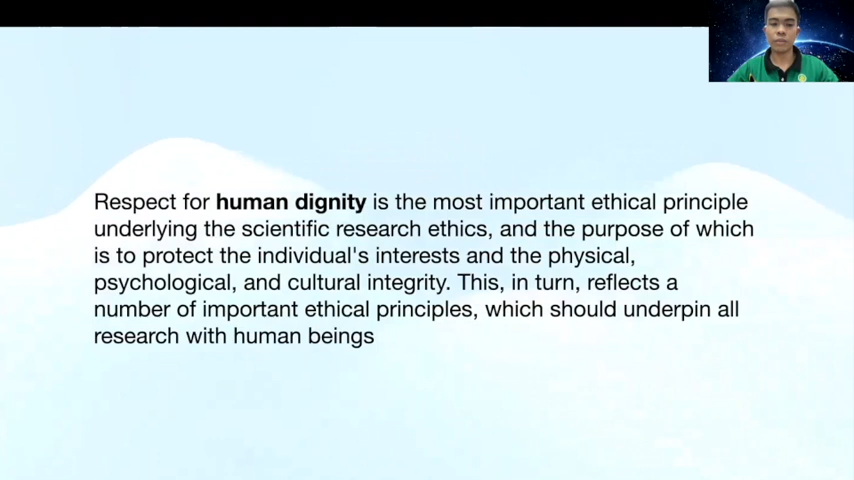 Respect for human dignity is the most important ethical principle
underlying the scientific research ethics, and the purpose of which
is to protect the individual's interests and the physical,
psychological, and cultural integrity. This, in turn, reflects a
number of important ethical principles, which should underpin all
research with human beings